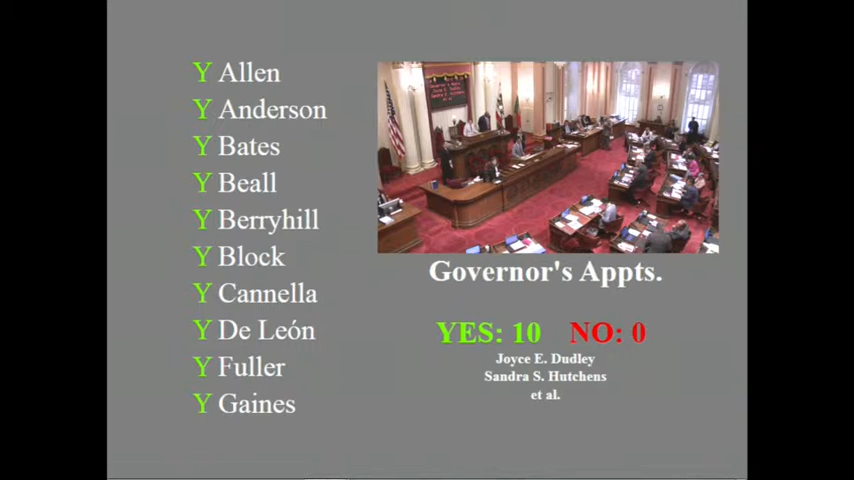 Y Allen
Y Anderson
Y Bates
Y Beall
Y Berryhill
Y Block
Y Cannella
Y De León
Y Fuller
Y Gaines
Governor's Appts.
YES: 10 NO: 0
Joyce E. Dudley
Sandra S. Hutchens
et al.